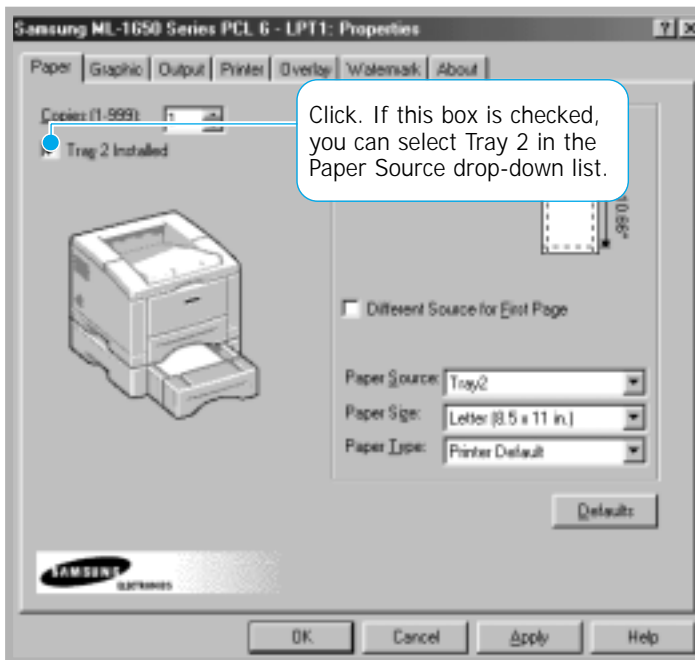 Samsung ML-1650 Series PCL 6 - LPT1: Properties
Paper Graphic Output Printer Overlay Watermark About
Copies (1-999): 1
Tray 2 Installed
Click. If this box is checked,
you can select Tray 2 in the
Paper Source drop-down list.
10.66"
Different Source for First Page
Paper Source: Tray2
Paper Size: Letter (8.5 x 11 in.)
Paper Type: Printer Default
Defaults
SAMSUNG
ELECTRONICS
OK Cancel Apply Help